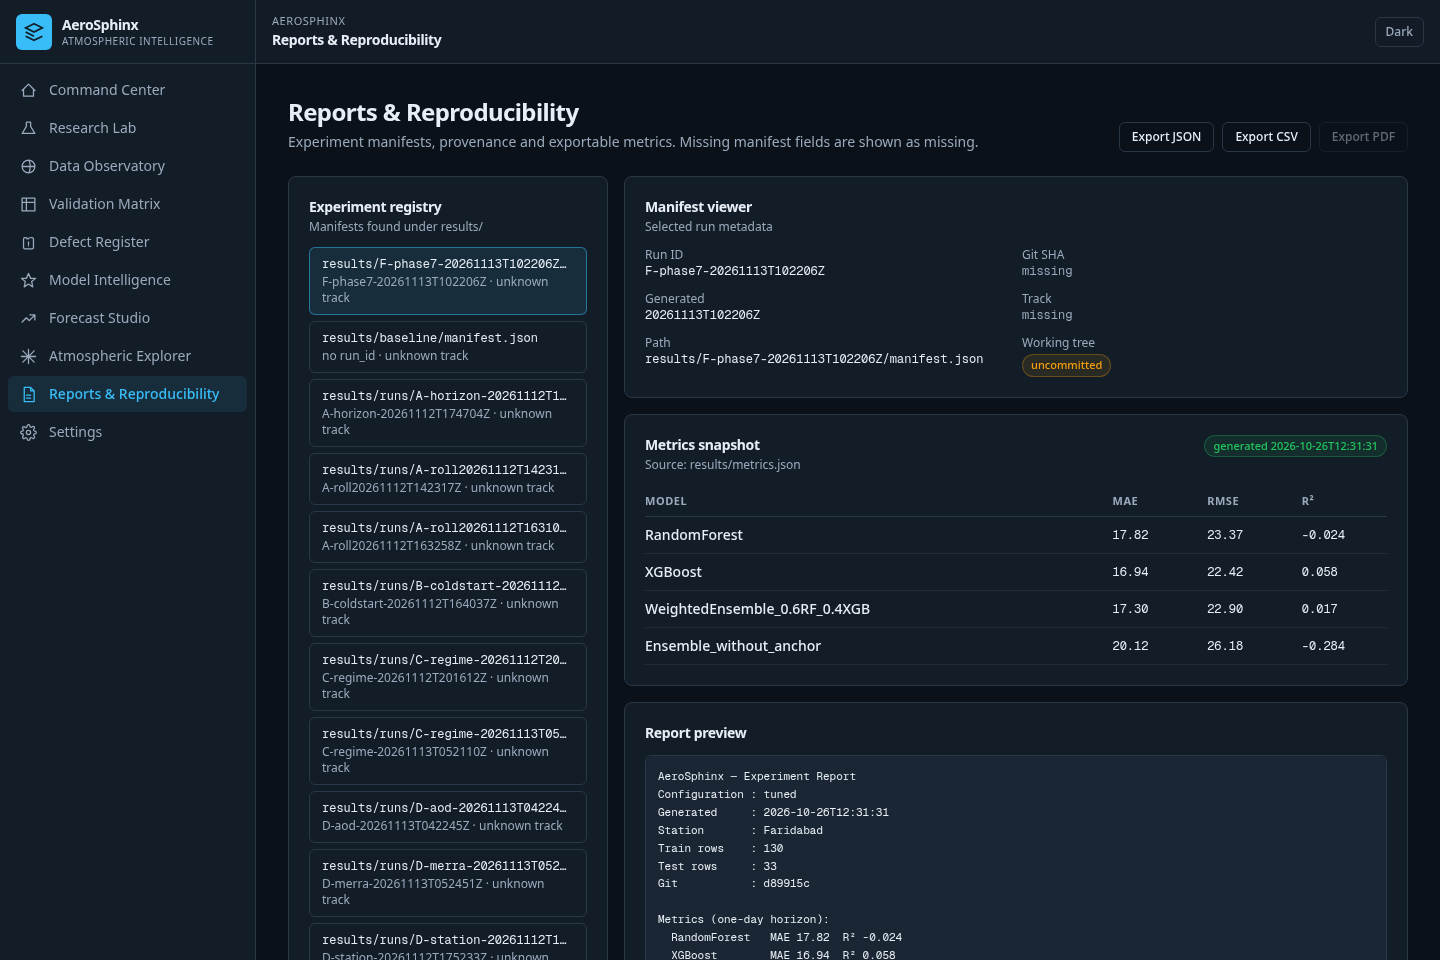 AeroSphinx
ATMOSPHERIC INTELLIGENCE
Command Center
Research Lab
Data Observatory
Validation Matrix
Defect Register
Model Intelligence
Forecast Studio
Atmospheric Explorer
Reports & Reproducibility
Settings
AEROSPHINX
Reports & Reproducibility
Dark
Reports & Reproducibility
Experiment manifests, provenance and exportable metrics. Missing manifest fields are shown as missing.
Export JSON
Export CSV
Export PDF
Experiment registry
Manifests found under results/
results/F-phase7-20261113T102206Z…
F-phase7-20261113T102206Z · unknown
track
results/baseline/manifest.json
no run_id · unknown track
results/runs/A-horizon-20261112T1…
A-horizon-20261112T174704Z · unknown
track
results/runs/A-roll20261112T14231…
A-roll20261112T142317Z · unknown track
results/runs/A-roll20261112T16310…
A-roll20261112T163258Z · unknown track
results/runs/B-coldstart-20261112…
B-coldstart-20261112T164037Z · unknown
track
results/runs/C-regime-20261112T20…
C-regime-20261112T201612Z · unknown
track
results/runs/C-regime-20261113T05…
C-regime-20261113T052110Z · unknown
track
results/runs/D-aod-20261113T04224…
D-aod-20261113T042245Z · unknown track
results/runs/D-merra-20261113T052…
D-merra-20261113T052451Z · unknown
track
results/runs/D-station-20261112T1…
D-station-20261112T175233Z · unknown
Manifest viewer
Selected run metadata
Run ID
F-phase7-20261113T102206Z
Git SHA
missing
Generated
20261113T102206Z
Track
missing
Path
results/F-phase7-20261113T102206Z/manifest.json
Working tree
uncommitted
Metrics snapshot
Source: results/metrics.json
generated 2026-10-26T12:31:31
MODEL MAE RMSE R²
RandomForest 17.82 23.37 -0.024
XGBoost 16.94 22.42 0.058
WeightedEnsemble_0.6RF_0.4XGB 17.30 22.90 0.017
Ensemble_without_anchor 20.12 26.18 -0.284
Report preview
AeroSphinx — Experiment Report
Configuration : tuned
Generated : 2026-10-26T12:31:31
Station : Faridabad
Train rows : 130
Test rows : 33
Git : d89915c
Metrics (one-day horizon):
RandomForest MAE 17.82 R² -0.024
XGBoost MAE 16.94 R² 0.058